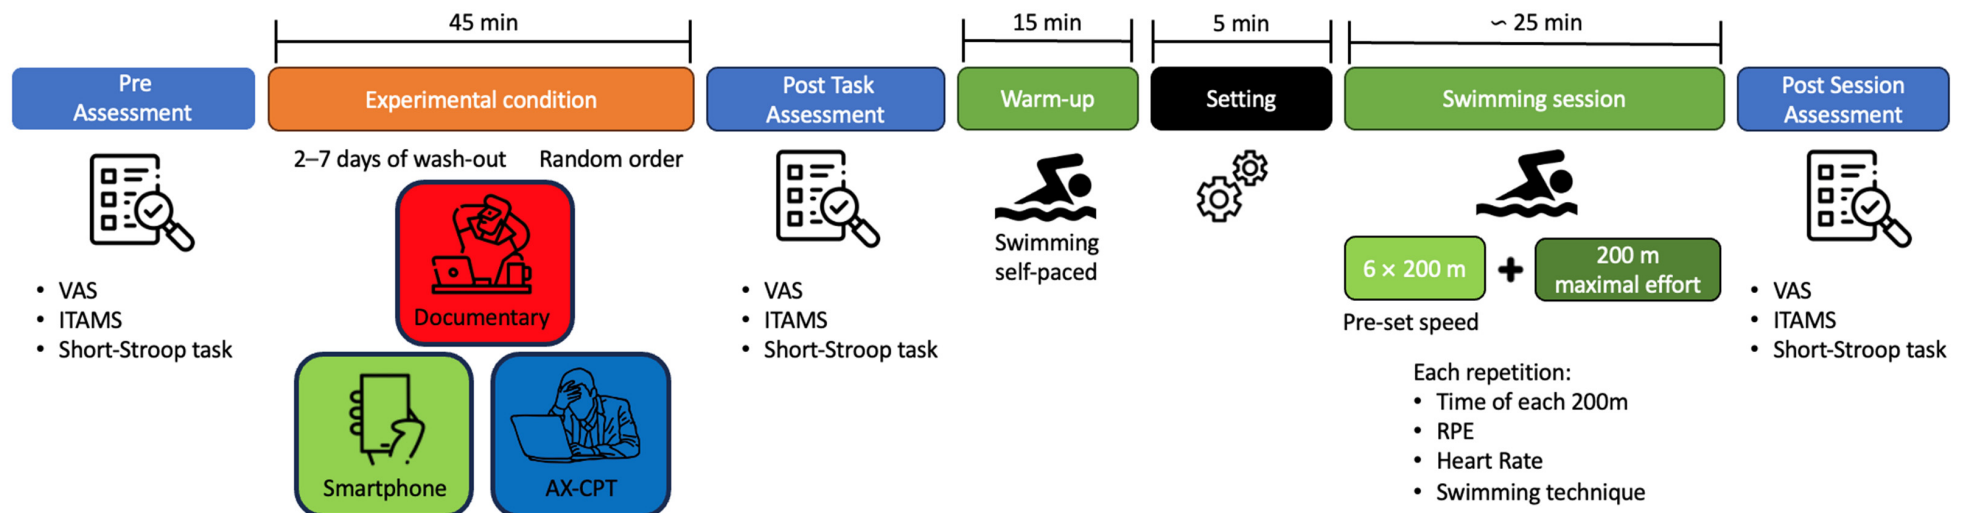 45 min
15 min
5 min
∽ 25 min
Pre
Assessment
Experimental condition
Post Task
Assessment
Warm-up
Setting
Swimming session
Post Session
Assessment
2–7 days of wash-out
Random order
Documentary
Smartphone
AX-CPT
• VAS
• ITAMS
• Short-Stroop task
• VAS
• ITAMS
• Short-Stroop task
Swimming
self-paced
6 × 200 m
+
200 m
maximal effort
Pre-set speed
Each repetition:
• Time of each 200m
• RPE
• Heart Rate
• Swimming technique
• VAS
• ITAMS
• Short-Stroop task